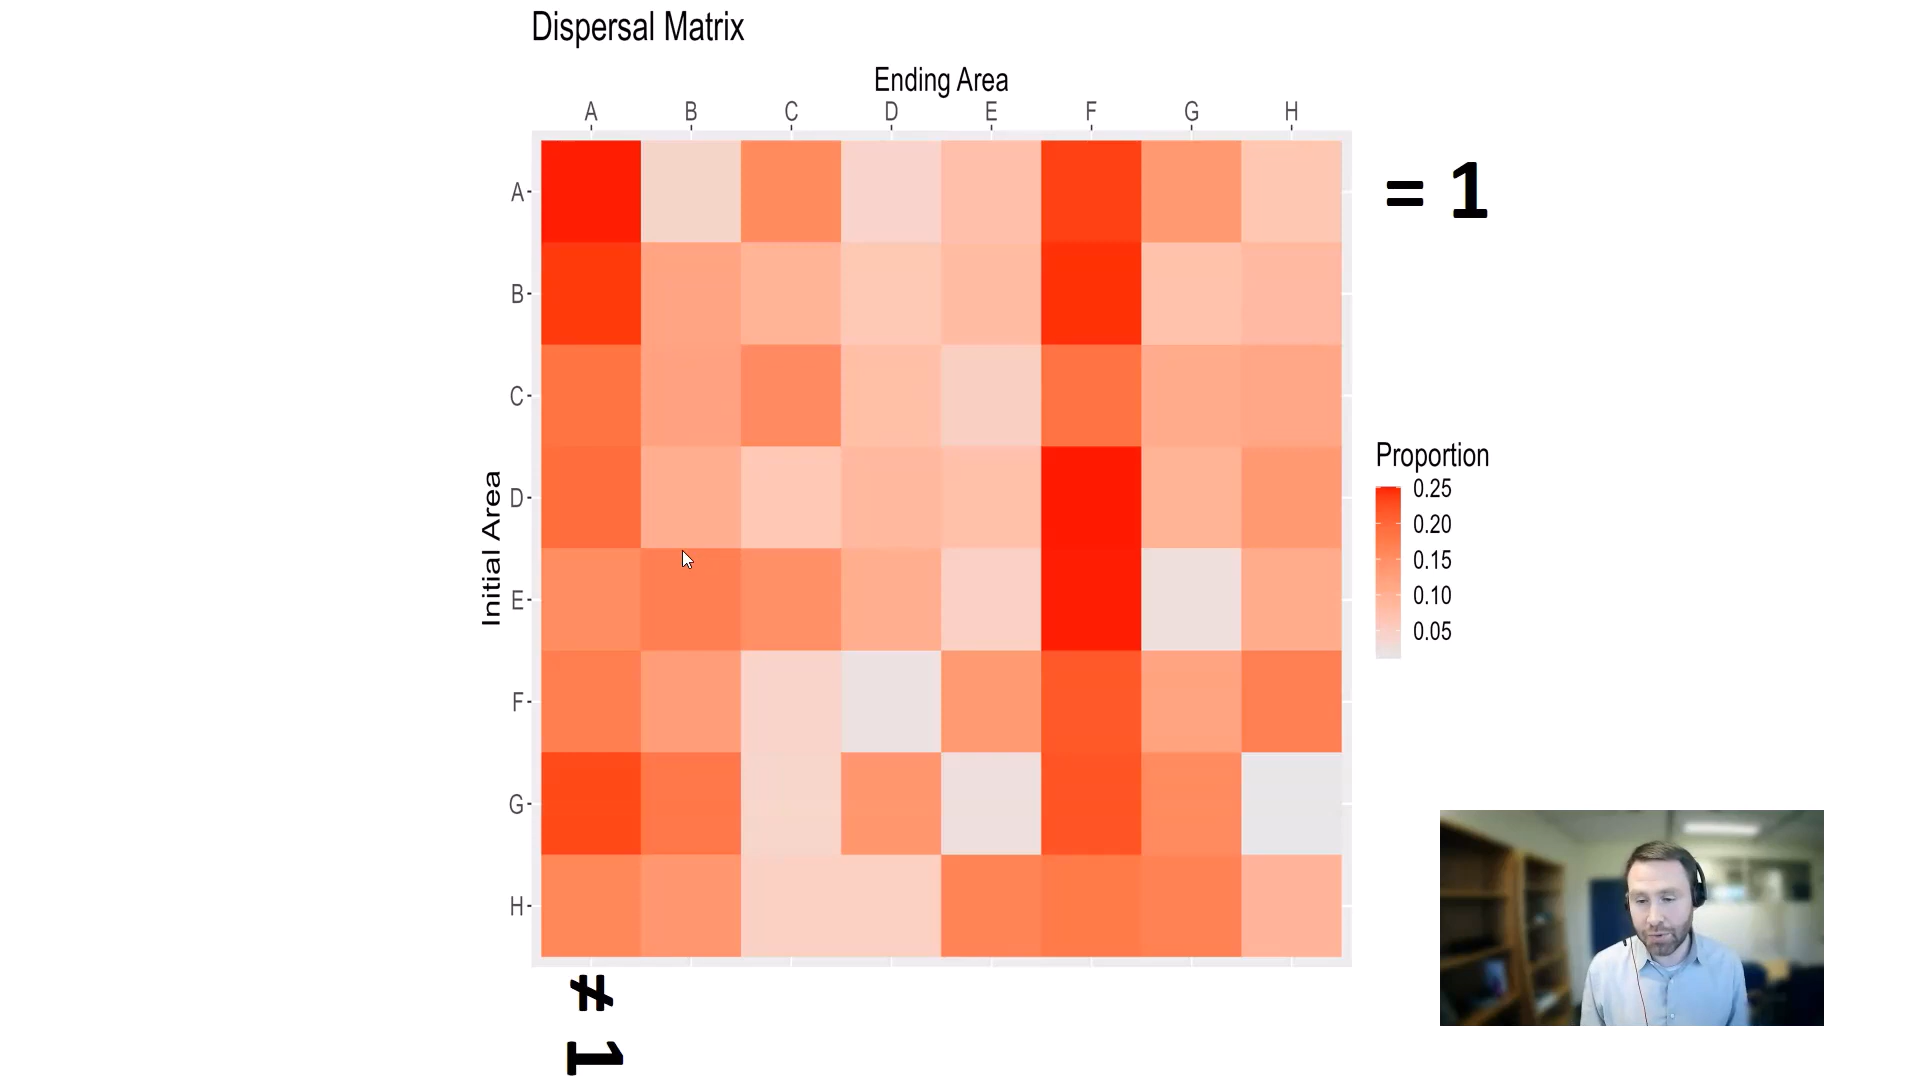 Dispersal Matrix
Ending Area
A B C D E F G H
Initial Area
A
B
C
D
E
F
G
H
= 1
Proportion
0.25
0.20
0.15
0.10
0.05
≠ 1